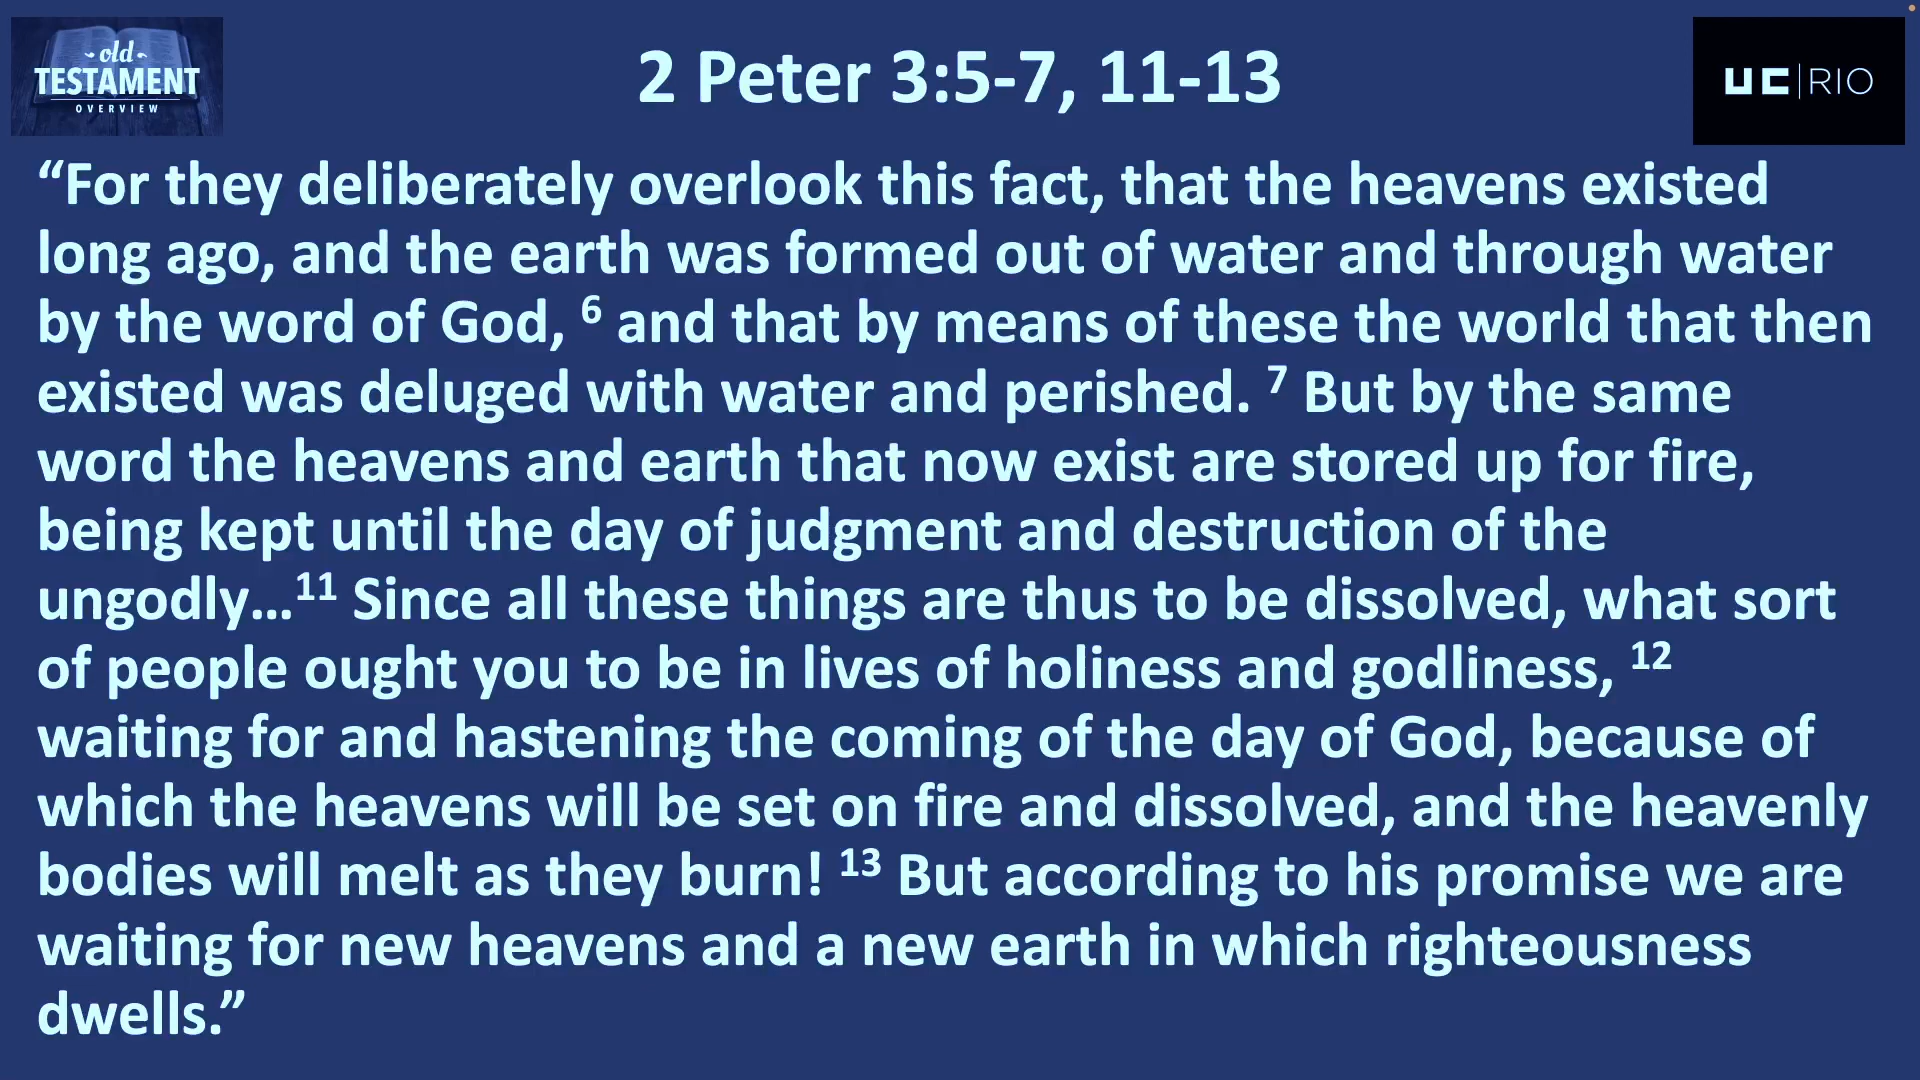 old
TESTAMENT
OVERVIEW
2 Peter 3:5-7, 11-13
UC|RIO
“For they deliberately overlook this fact, that the heavens existed
long ago, and the earth was formed out of water and through water
by the word of God, 6 and that by means of these the world that then
existed was deluged with water and perished. 7 But by the same
word the heavens and earth that now exist are stored up for fire,
being kept until the day of judgment and destruction of the
ungodly…11 Since all these things are thus to be dissolved, what sort
of people ought you to be in lives of holiness and godliness, 12
waiting for and hastening the coming of the day of God, because of
which the heavens will be set on fire and dissolved, and the heavenly
bodies will melt as they burn! 13 But according to his promise we are
waiting for new heavens and a new earth in which righteousness
dwells.”